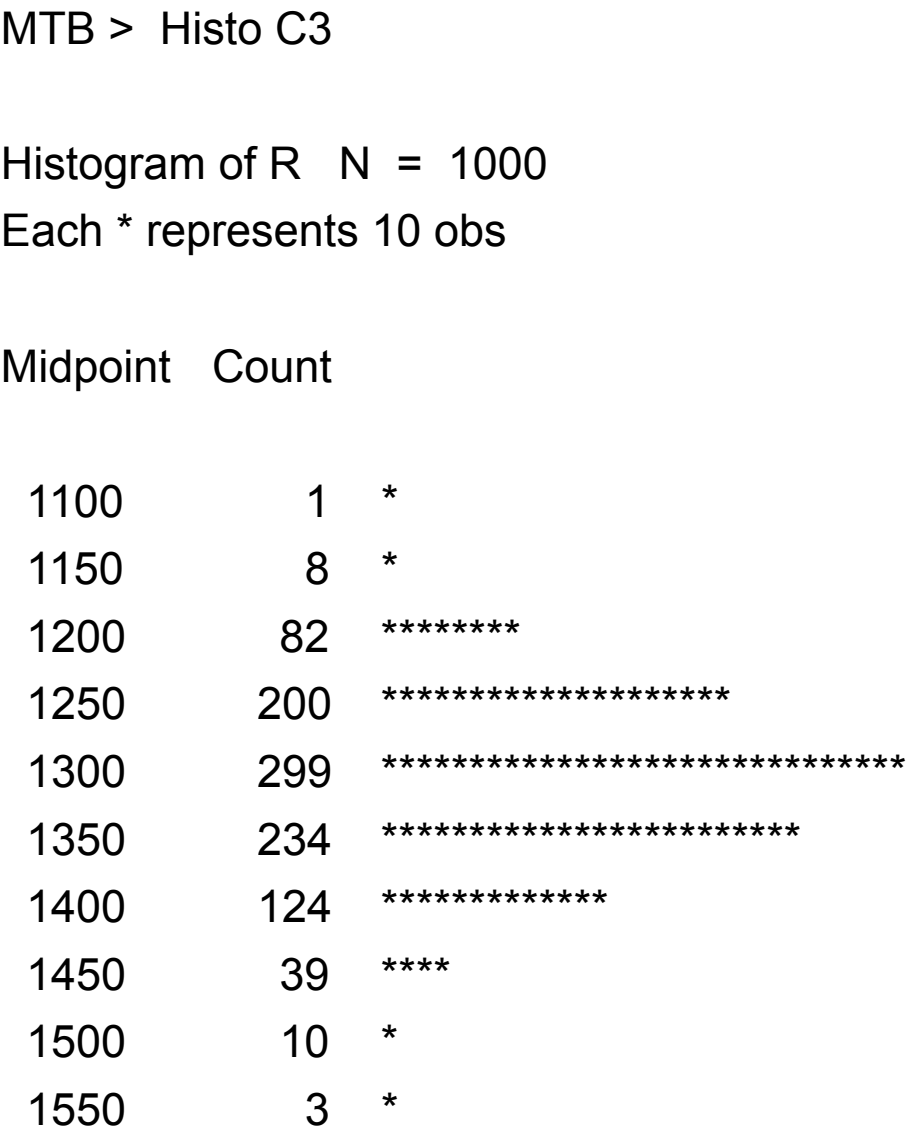 MTB >  Histo C3
Histogram of R   N  =  1000
Each * represents 10 obs
Midpoint   Count
1100   1   *
1150   8   *
1200   82   ********
1250   200   ********************
1300   299   ******************************
1350   234   ************************
1400   124   *************
1450   39   ****
1500   10   *
1550   3   *